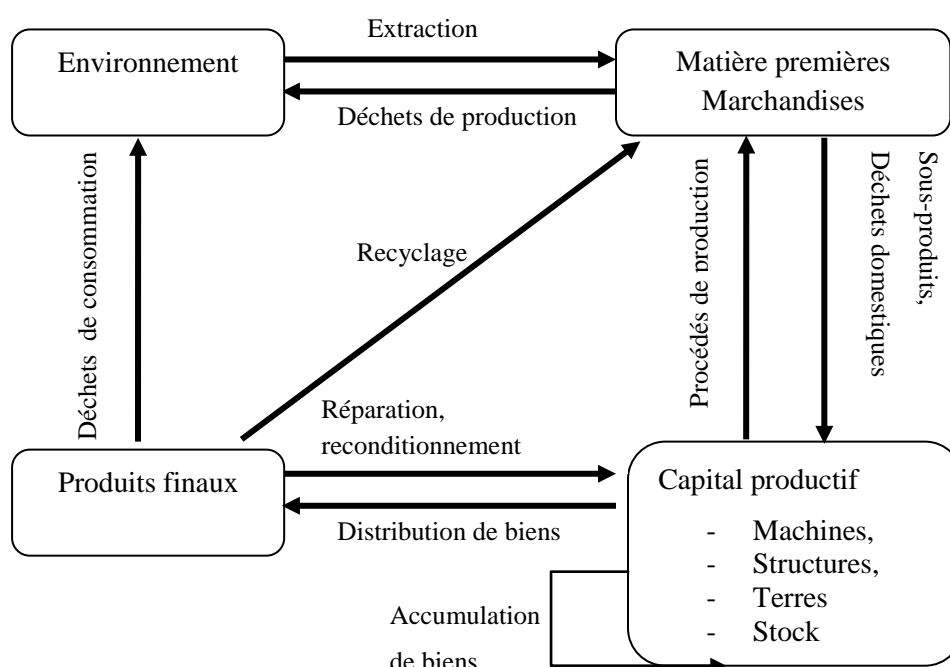 Extraction
Environnement
Matière premières
Marchandises
Déchets de production
Déchets de consommation
Recyclage
Procédés de production
Sous-produits,
Déchets domestiques
Réparation,
reconditionnement
Produits finaux
Distribution de biens
Capital productif
- Machines,
- Structures,
- Terres
- Stock
Accumulation
de biens